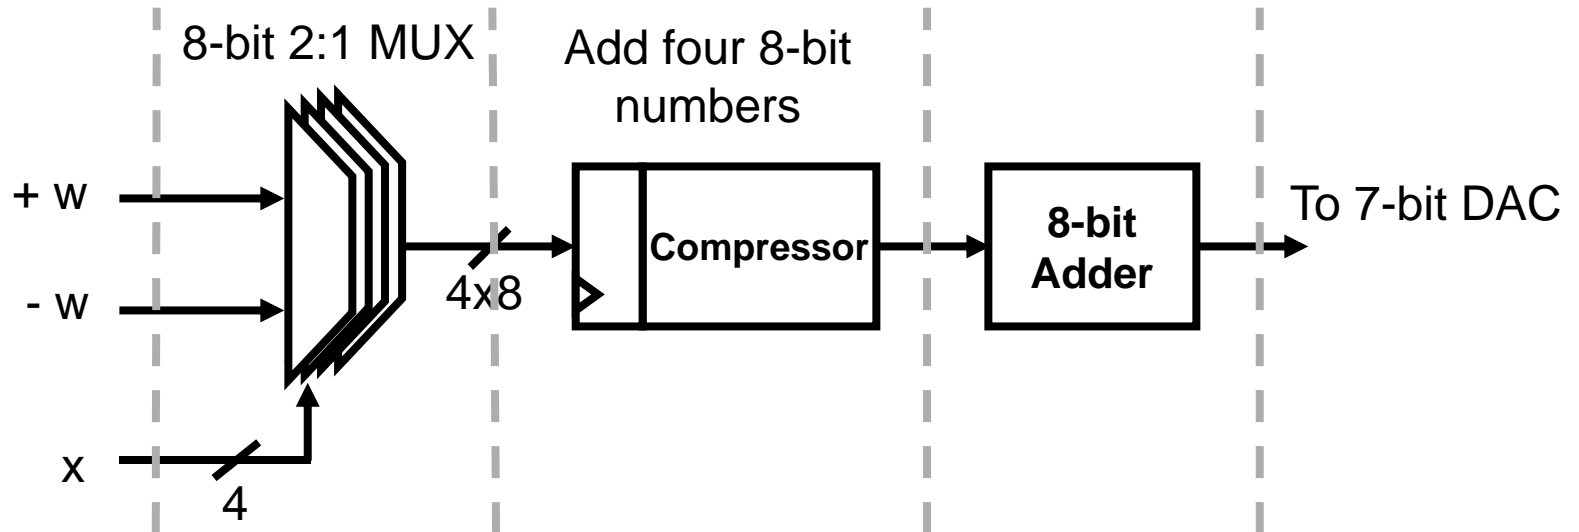 8-bit 2:1 MUX
Add four 8-bit
numbers
+ w
- w
x
4
4x8
Compressor
8-bit
Adder
To 7-bit DAC